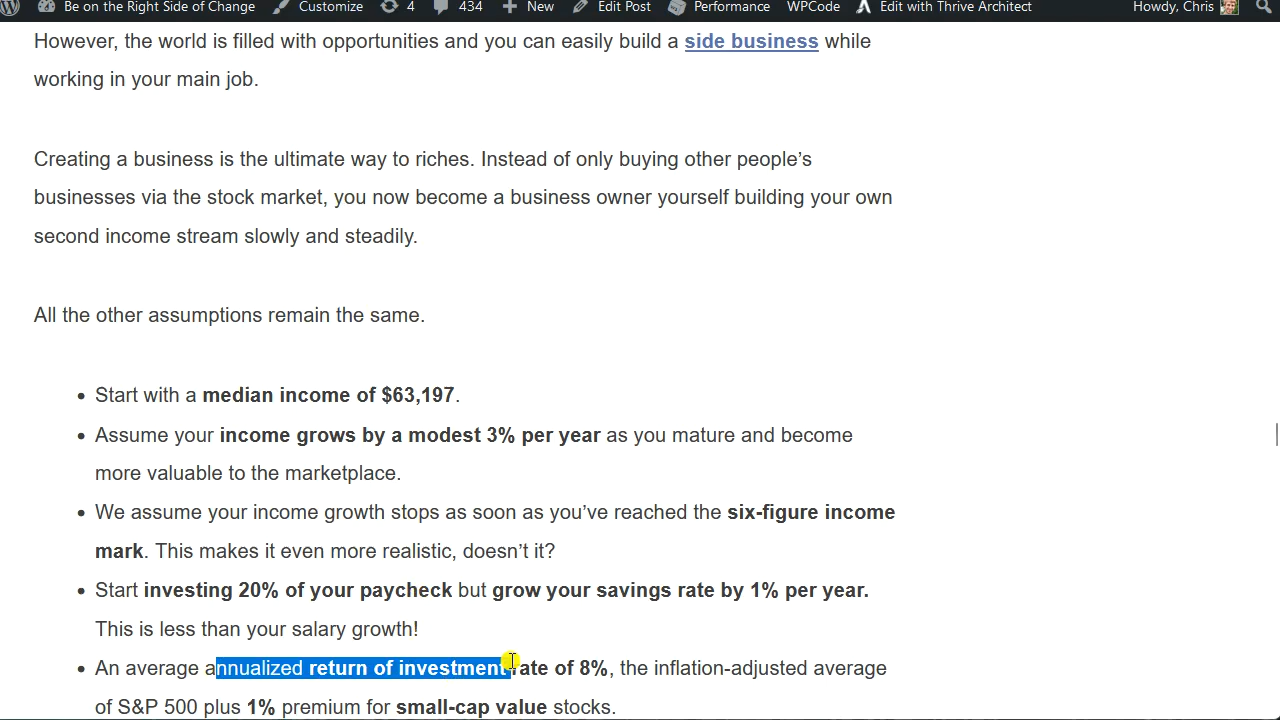 Be on the Right Side of Change Customize 4 434 New Edit Post Performance WPCode Edit with Thrive Architect Howdy, Chris
However, the world is filled with opportunities and you can easily build a side business while
working in your main job.
Creating a business is the ultimate way to riches. Instead of only buying other people’s
businesses via the stock market, you now become a business owner yourself building your own
second income stream slowly and steadily.
All the other assumptions remain the same.
• Start with a median income of $63,197.
• Assume your income grows by a modest 3% per year as you mature and become
more valuable to the marketplace.
• We assume your income growth stops as soon as you’ve reached the six-figure income
mark. This makes it even more realistic, doesn’t it?
• Start investing 20% of your paycheck but grow your savings rate by 1% per year.
This is less than your salary growth!
• An average annualized return of investment rate of 8%, the inflation-adjusted average
of S&P 500 plus 1% premium for small-cap value stocks.